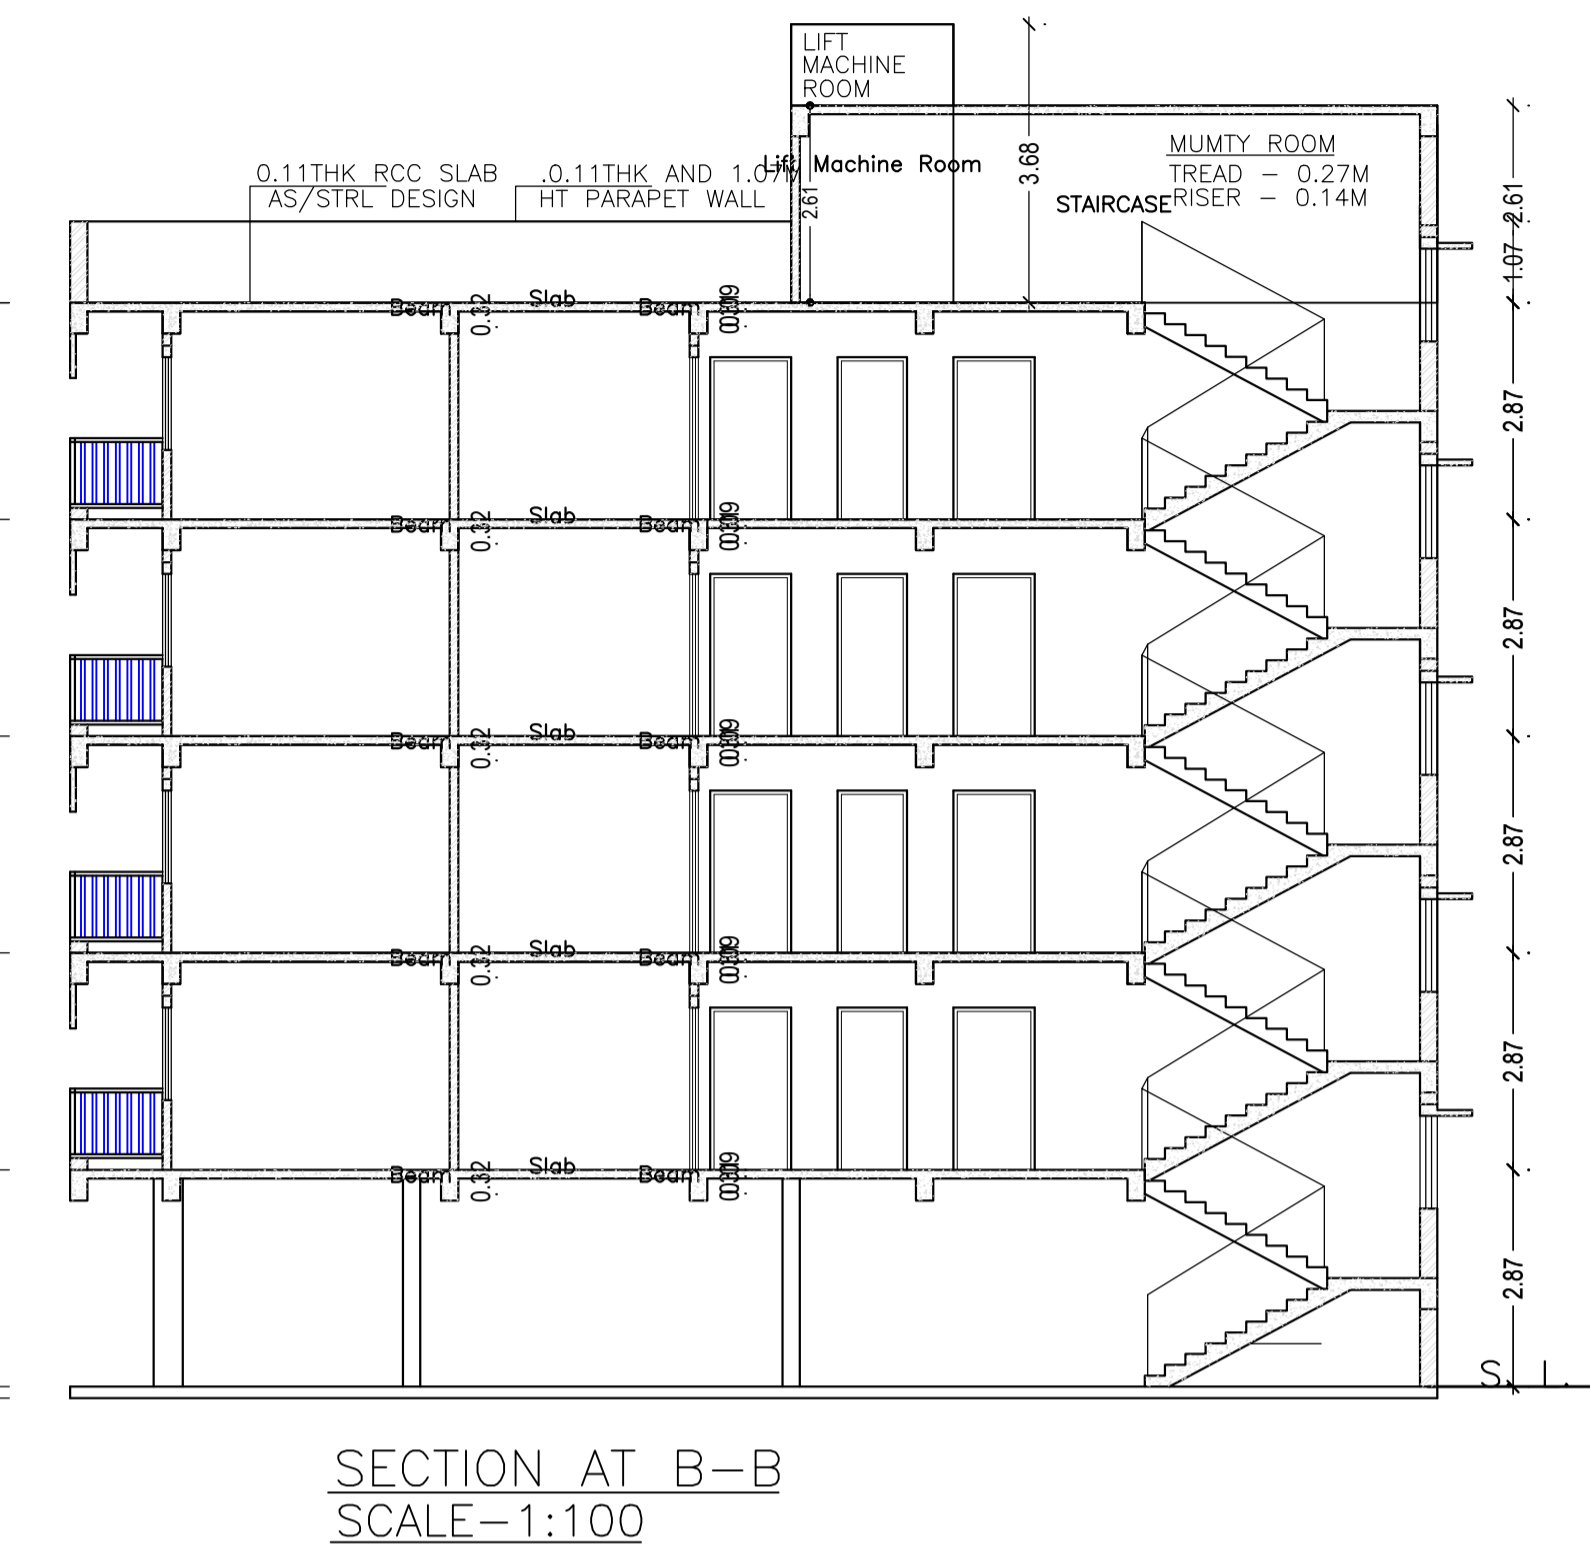 LIFT
MACHINE
ROOM
0.11THK RCC SLAB
AS/STRL DESIGN
.0.11THK AND 1.07M
HT PARAPET WALL
Lift Machine Room
2.61
3.68
MUMTY ROOM
TREAD - 0.27M
RISER - 0.14M
STAIRCASE
2.61
1.07
Beam
0.32
Slab
Beam
2.87
Beam
0.32
Slab
Beam
2.87
Beam
0.32
Slab
Beam
2.87
Beam
0.32
Slab
Beam
2.87
Beam
0.32
Slab
Beam
2.87
SECTION AT B-B
SCALE-1:100